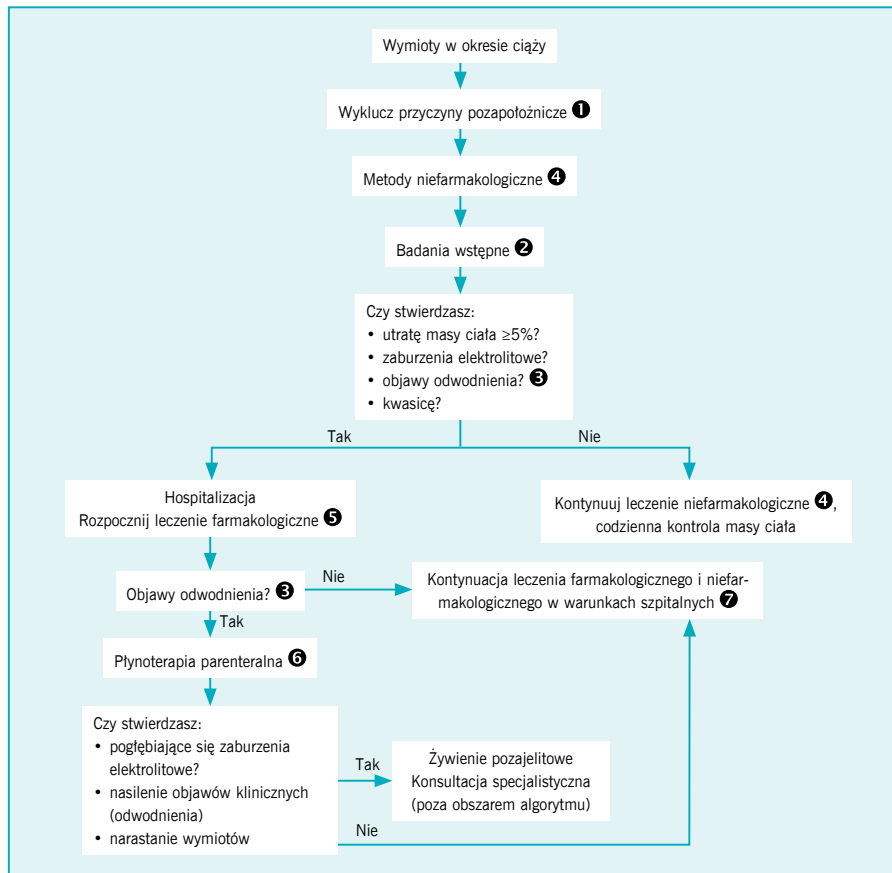 Wymioty w okresie ciąży
Wyklucz przyczyny pozapołożnicze ❶
Metody niefarmakologiczne ❹
Badania wstępne ❷
Czy stwierdzasz:
• utratę masy ciała ≥5%?
• zaburzenia elektrolitowe?
• objawy odwodnienia? ❸
• kwasicę?
Tak
Nie
Hospitalizacja
Rozpocznij leczenie farmakologiczne ❺
Kontynuuj leczenie niefarmakologiczne ❹,
codzienna kontrola masy ciała
Objawy odwodnienia? ❸
Nie
Kontynuacja leczenia farmakologicznego i niefar-
makologicznego w warunkach szpitalnych ❼
Tak
Płynoterapia parenteralna ❻
Czy stwierdzasz:
• pogłębiające się zaburzenia
elektrolitowe?
• nasilenie objawów klinicznych
(odwodnienia)
• narastanie wymiotów
Tak
Żywienie pozajelitowe
Konsultacja specjalistyczna
(poza obszarem algorytmu)
Nie